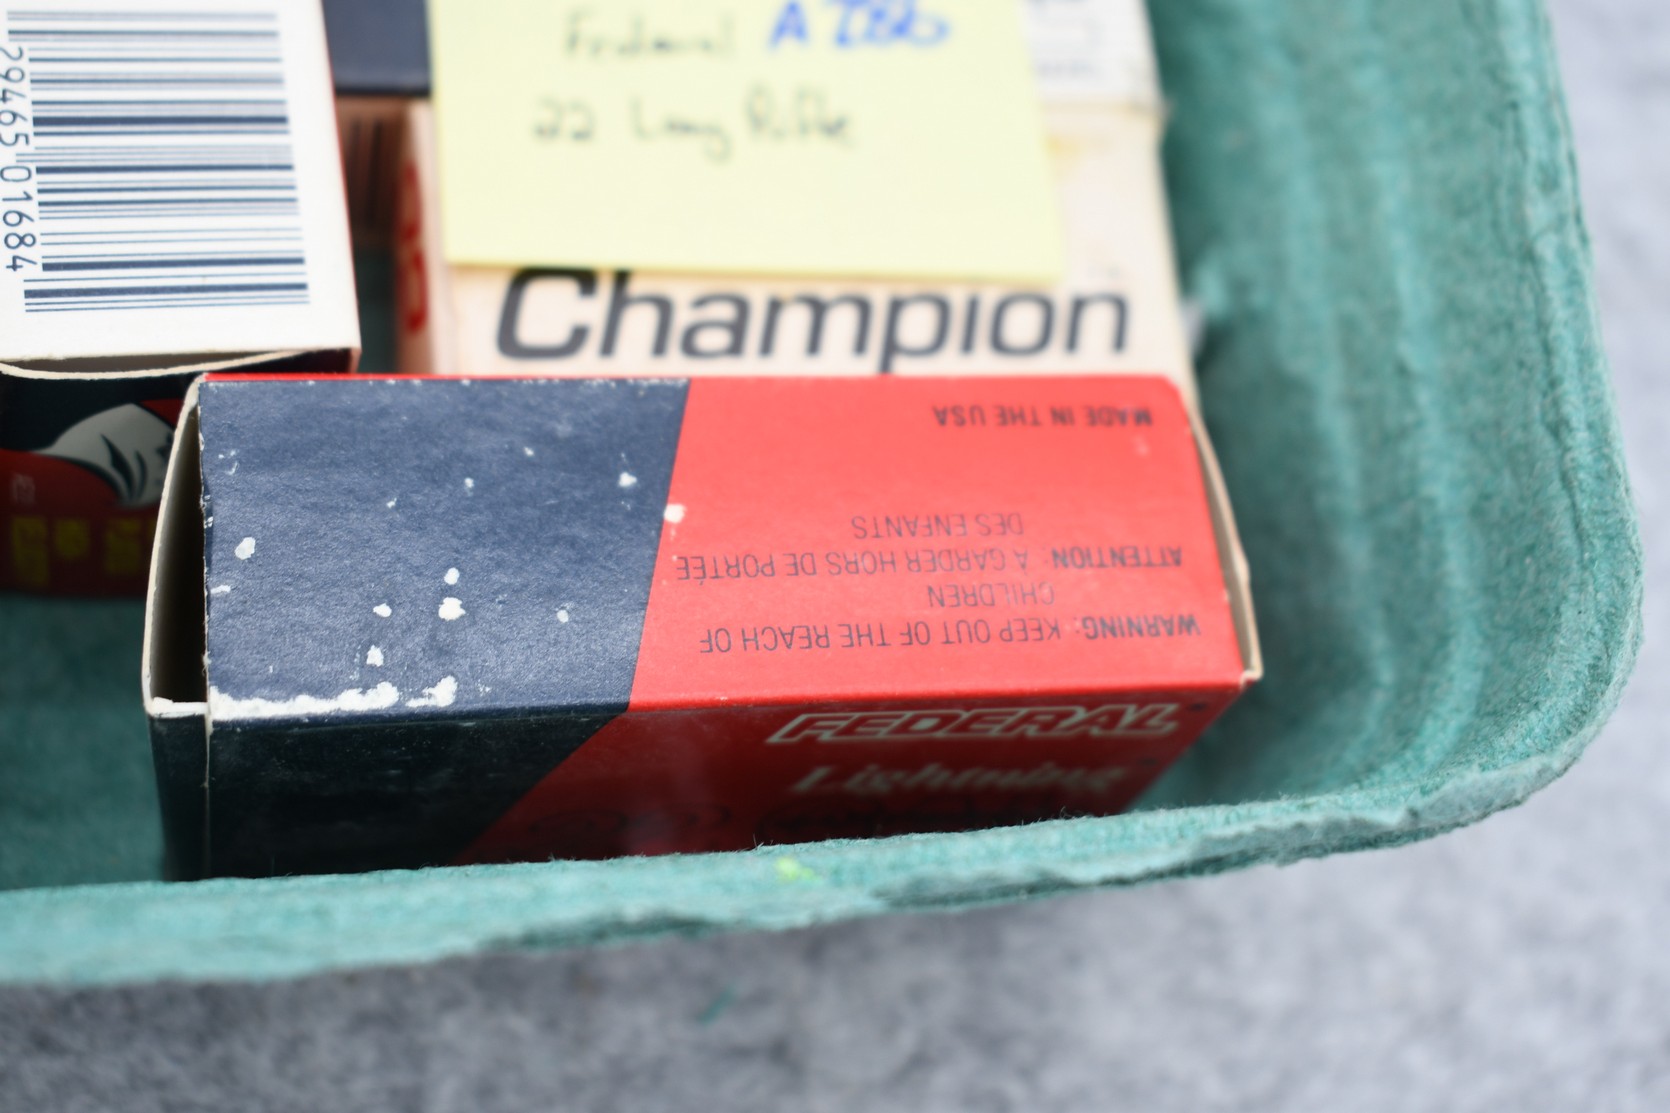 29465 01684
Federal A286
22 Long Rifle
Champion
MADE IN THE USA
WARNING: KEEP OUT OF THE REACH OF
CHILDREN
ATTENTION: À GARDER HORS DE PORTÉE
DES ENFANTS
FEDERAL
Lightning